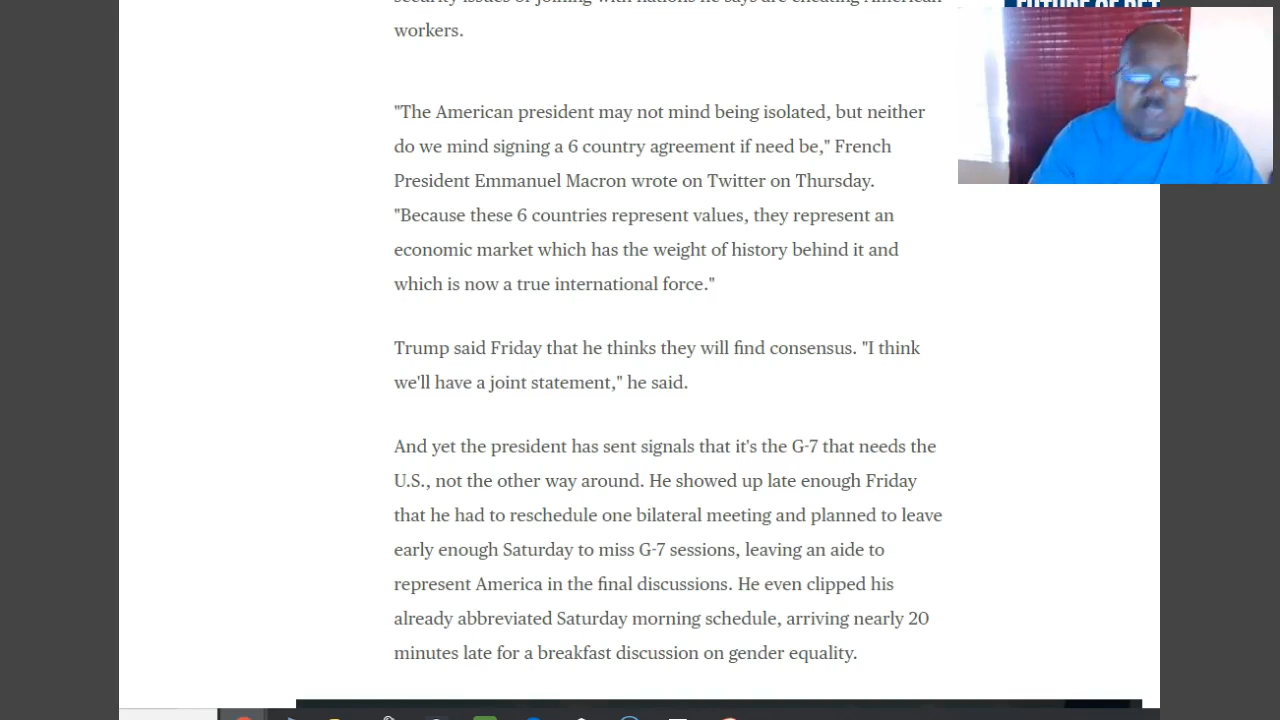 FUTURE OF BET
workers.
"The American president may not mind being isolated, but neither
do we mind signing a 6 country agreement if need be," French
President Emmanuel Macron wrote on Twitter on Thursday.
"Because these 6 countries represent values, they represent an
economic market which has the weight of history behind it and
which is now a true international force."
Trump said Friday that he thinks they will find consensus. "I think
we'll have a joint statement," he said.
And yet the president has sent signals that it's the G-7 that needs the
U.S., not the other way around. He showed up late enough Friday
that he had to reschedule one bilateral meeting and planned to leave
early enough Saturday to miss G-7 sessions, leaving an aide to
represent America in the final discussions. He even clipped his
already abbreviated Saturday morning schedule, arriving nearly 20
minutes late for a breakfast discussion on gender equality.